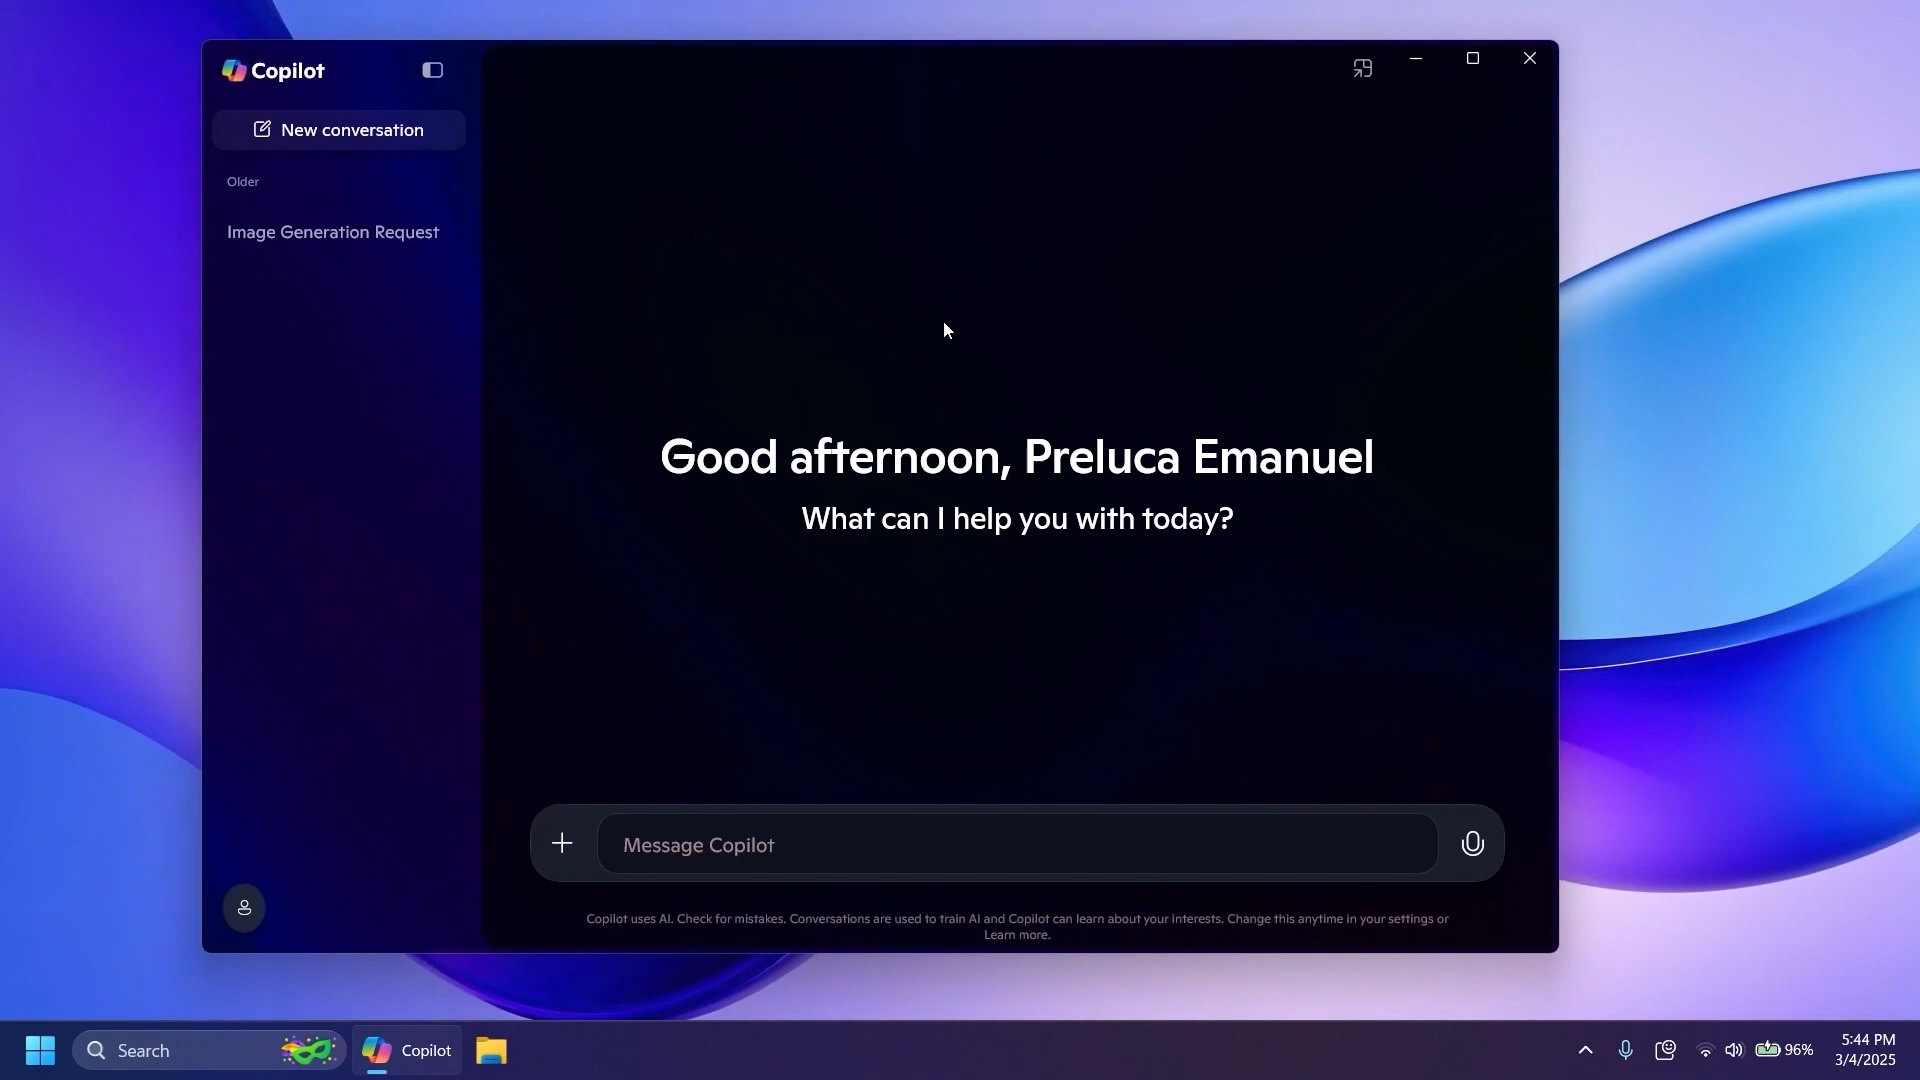 Copilot
New conversation
Older
Image Generation Request
Good afternoon, Preluca Emanuel
What can I help you with today?
Message Copilot
Copilot uses AI. Check for mistakes. Conversations are used to train AI and Copilot can learn about your interests. Change this anytime in your settings or
Learn more.
Search
Copilot
96%
5:44 PM
3/4/2025